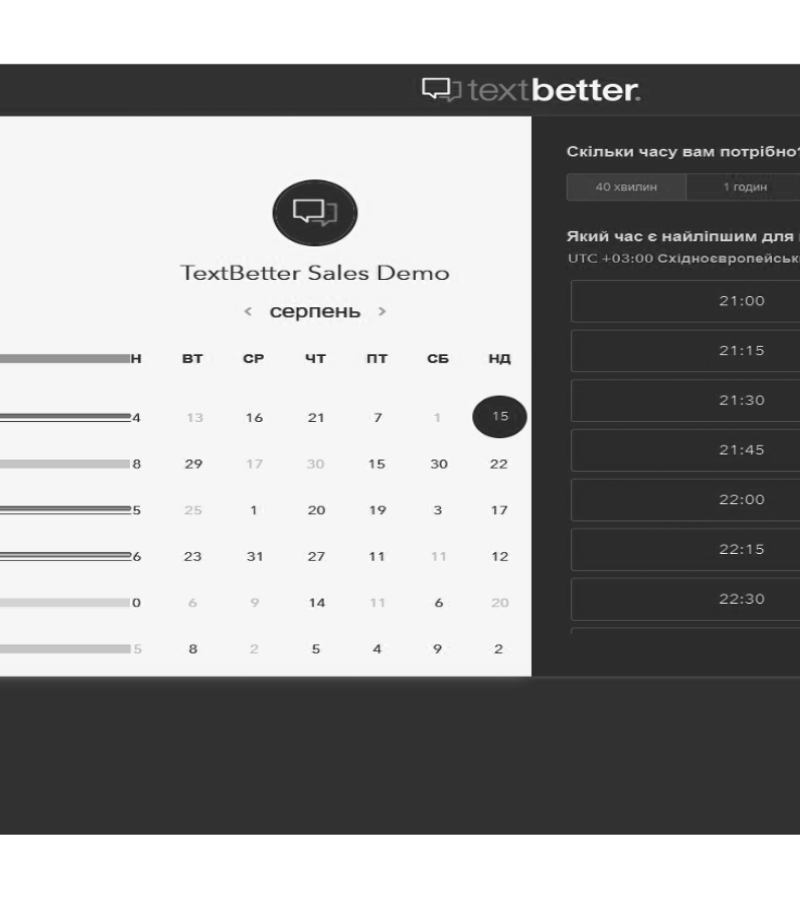 textbetter.
TextBetter Sales Demo
< серпень >
Н ВТ СР ЧТ ПТ СБ НД
4 13 16 21 7 1 15
8 29 17 30 15 30 22
5 25 1 20 19 3 17
6 23 31 27 11 11 12
0 6 9 14 11 6 20
5 8 2 5 4 9 2
Скільки часу вам потрібно?
40 хвилин 1 годин
Який час є найліпшим для
UTC +03:00 Східноєвропейськ
21:00
21:15
21:30
21:45
22:00
22:15
22:30